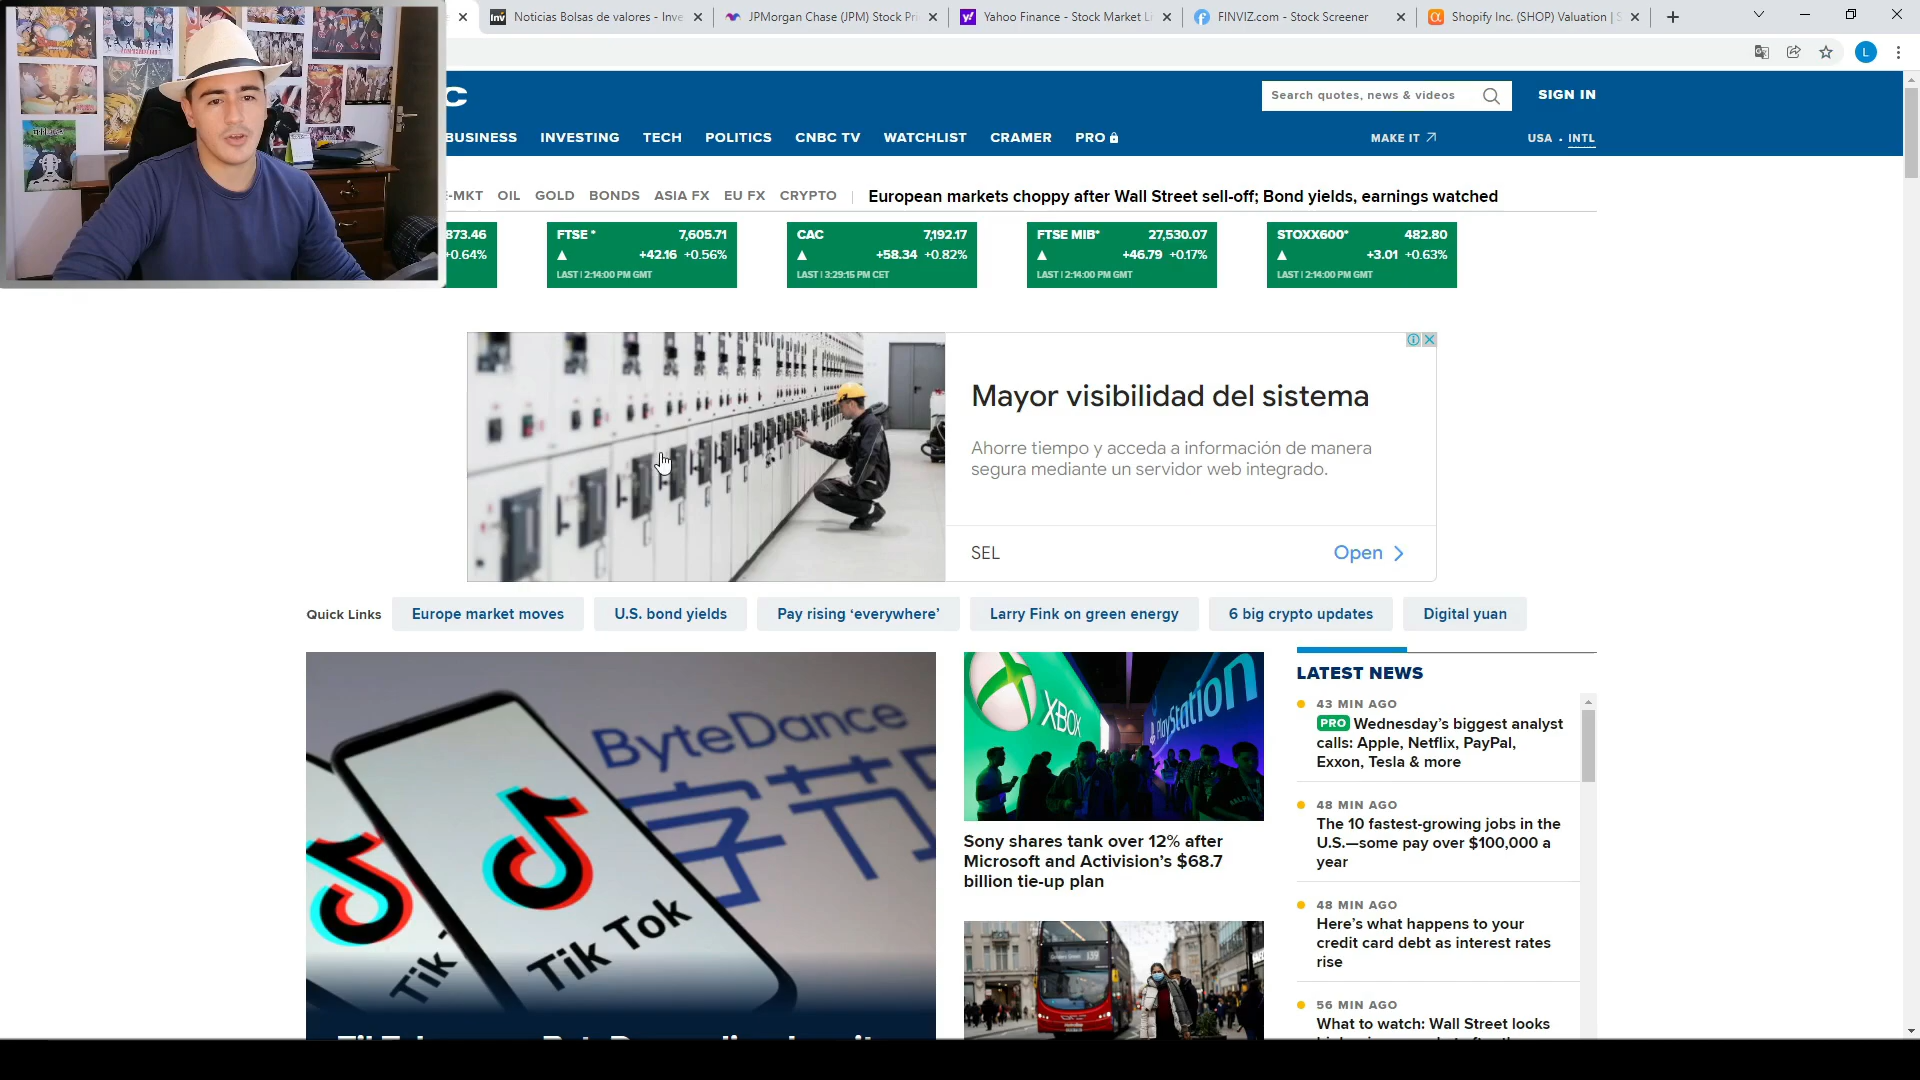 Noticias Bolsas de valores - Inve
JPMorgan Chase (JPM) Stock Pri
Yahoo Finance - Stock Market Li
FINVIZ.com - Stock Screener
Shopify Inc. (SHOP) Valuation | S
L
C
Search quotes, news & videos
SIGN IN
BUSINESS INVESTING TECH POLITICS CNBC TV WATCHLIST CRAMER PRO
MAKE IT
USA • INTL
-MKT OIL GOLD BONDS ASIA FX EU FX CRYPTO
European markets choppy after Wall Street sell-off; Bond yields, earnings watched
873.46
+0.64%
FTSE * 7,605.71
+42.16 +0.56%
LAST | 2:14:00 PM GMT
CAC 7,192.17
+58.34 +0.82%
LAST | 3:29:15 PM CET
FTSE MIB* 27,530.07
+46.79 +0.17%
LAST | 2:14:00 PM GMT
STOXX600* 482.80
+3.01 +0.63%
LAST | 2:14:00 PM GMT
Mayor visibilidad del sistema
Ahorre tiempo y acceda a información de manera
segura mediante un servidor web integrado.
SEL
Open
Quick Links
Europe market moves
U.S. bond yields
Pay rising ‘everywhere’
Larry Fink on green energy
6 big crypto updates
Digital yuan
ByteDance
字节
Tik Tok
Tik
XBOX
PlayStation
Sony shares tank over 12% after
Microsoft and Activision’s $68.7
billion tie-up plan
LATEST NEWS
43 MIN AGO
PRO Wednesday’s biggest analyst
calls: Apple, Netflix, PayPal,
Exxon, Tesla & more
48 MIN AGO
The 10 fastest-growing jobs in the
U.S.—some pay over $100,000 a
year
48 MIN AGO
Here’s what happens to your
credit card debt as interest rates
rise
56 MIN AGO
What to watch: Wall Street looks